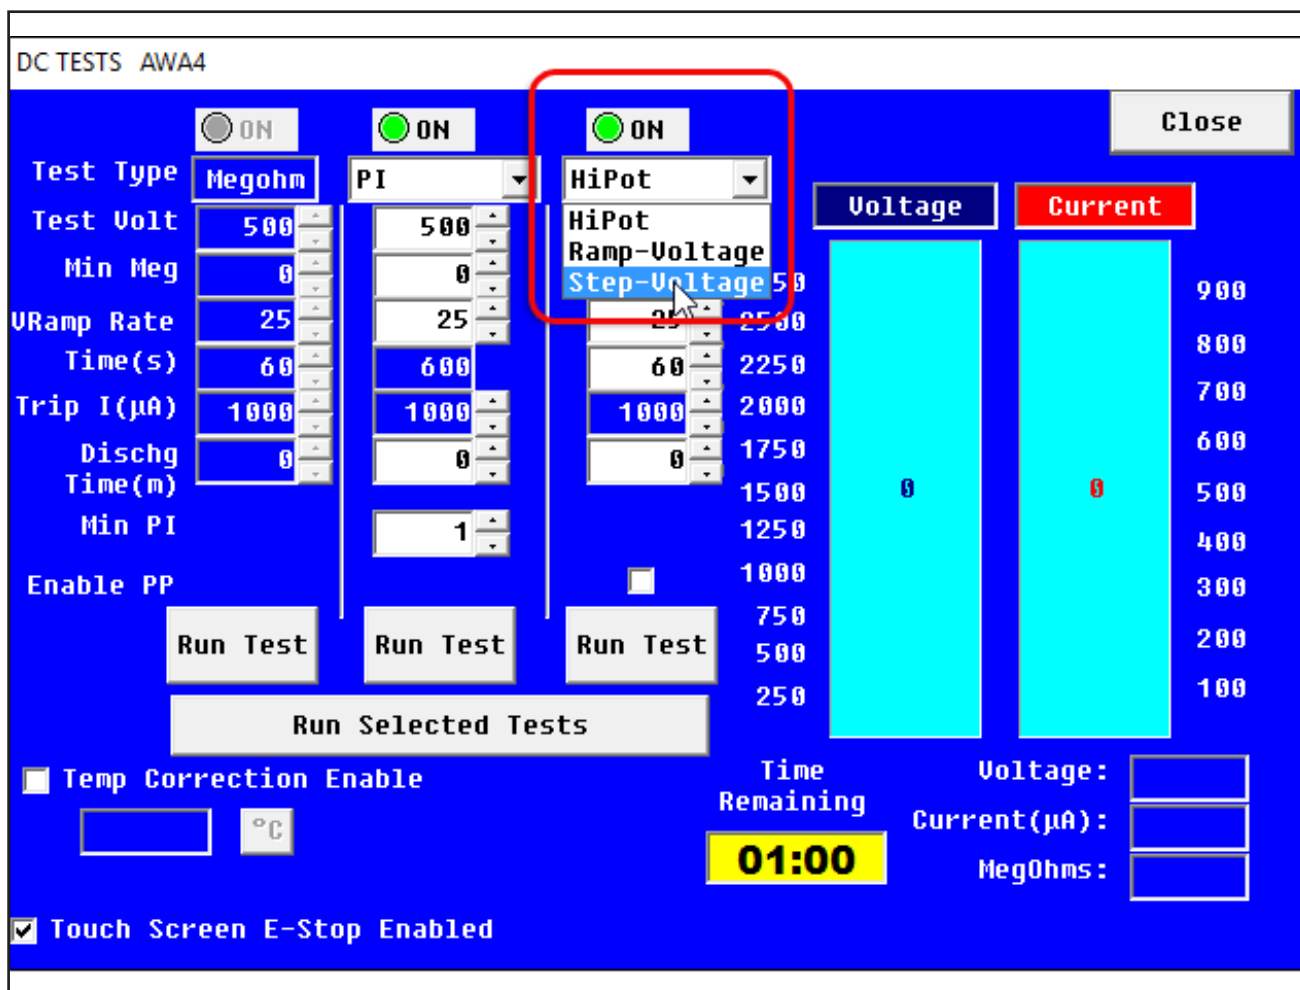 DC TESTS AWA4
ON ON ON Close
Test Type Megohm PI HiPot
Test Volt 500 500 HiPot Voltage Current
Ramp-Voltage
Min Meg 0 0 Step-Voltage 50 900
VRamp Rate 25 25 25 2500 800
Time(s) 60 600 60 2250 700
Trip I(µA) 1000 1000 1000 2000 600
Dischg Time(m) 0 0 0 1750
1500 0 0 500
Min PI 1 1250 400
Enable PP 1000 300
750
Run Test Run Test Run Test 500 200
250 100
Run Selected Tests
Temp Correction Enable
°C
Time Remaining
01:00
Voltage:
Current(µA):
MegOhms:
Touch Screen E-Stop Enabled